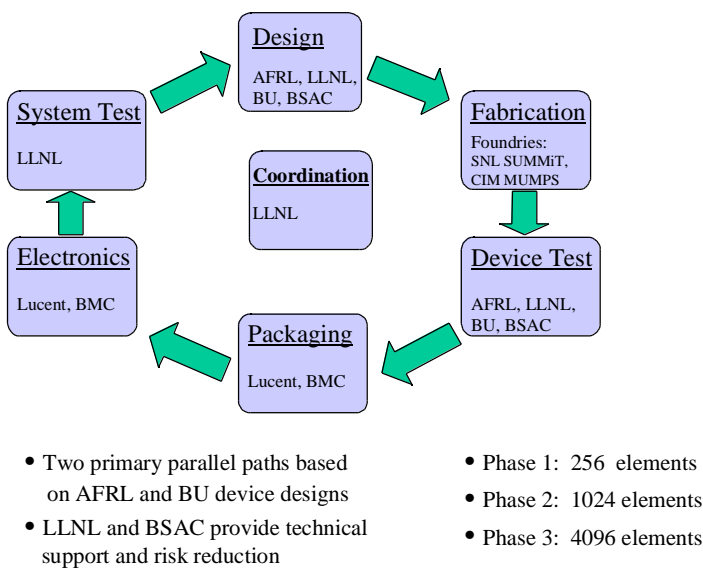 Design
AFRL, LLNL,
BU, BSAC
System Test
LLNL
Fabrication
Foundries:
SNL SUMMiT,
CIM MUMPS
Coordination
LLNL
Electronics
Lucent, BMC
Device Test
AFRL, LLNL,
BU, BSAC
Packaging
Lucent, BMC
• Two primary parallel paths based
on AFRL and BU device designs
• LLNL and BSAC provide technical
support and risk reduction
• Phase 1: 256 elements
• Phase 2: 1024 elements
• Phase 3: 4096 elements